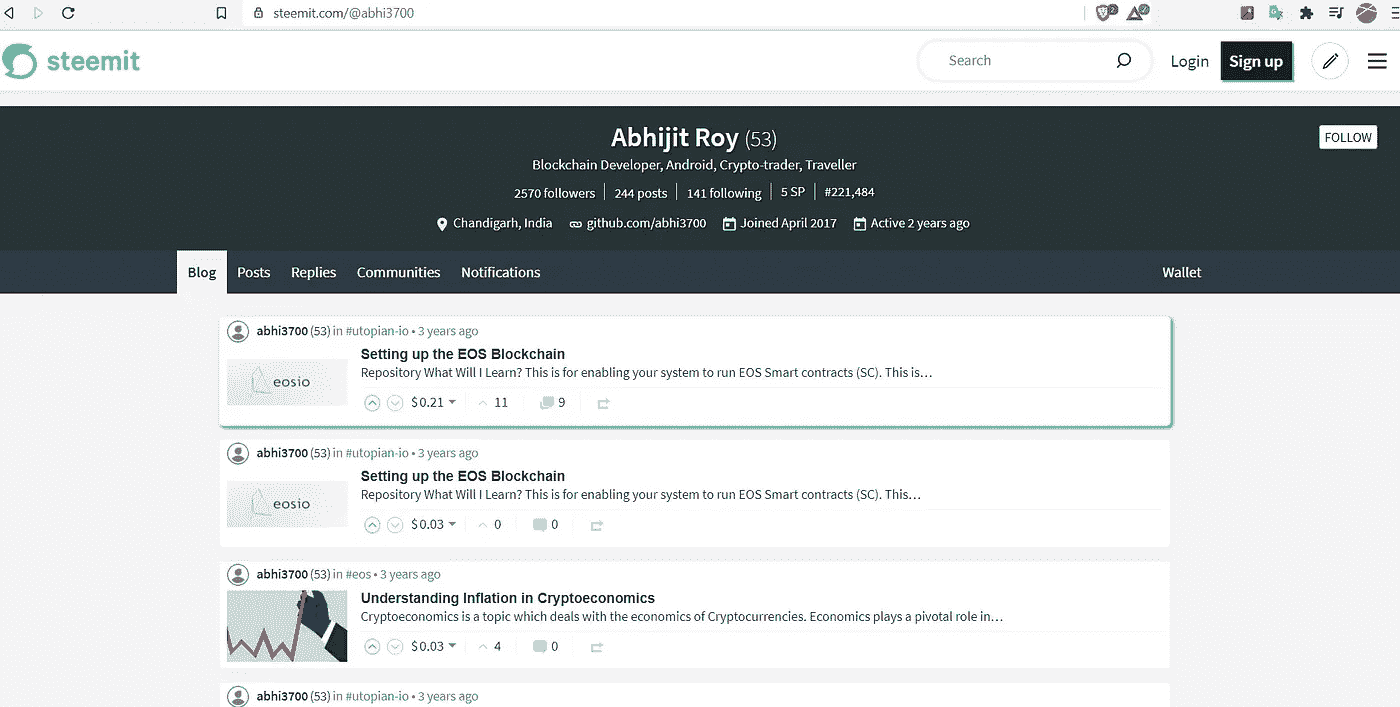 steemit.com/@abhi3700
2
steemit
Search
Login
Sign up
Abhijit Roy (53)
FOLLOW
Blockchain Developer, Android, Crypto-trader, Traveller
2570 followers 244 posts 141 following 5 SP #221,484
Chandigarh, India github.com/abhi3700 Joined April 2017 Active 2 years ago
Blog Posts Replies Communities Notifications Wallet
abhi3700 (53) in #utopian-io • 3 years ago
Setting up the EOS Blockchain
eosio
Repository What Will I Learn? This is for enabling your system to run EOS Smart contracts (SC). This is…
$0.21 11 9
abhi3700 (53) in #utopian-io • 3 years ago
Setting up the EOS Blockchain
eosio
Repository What Will I Learn? This is for enabling your system to run EOS Smart contracts (SC). This…
$0.03 0 0
abhi3700 (53) in #eos • 3 years ago
Understanding Inflation in Cryptoeconomics
Cryptoeconomics is a topic which deals with the economics of Cryptocurrencies. Economics plays a pivotal role in…
$0.03 4 0
abhi3700 (53) in #utopian-io • 3 years ago